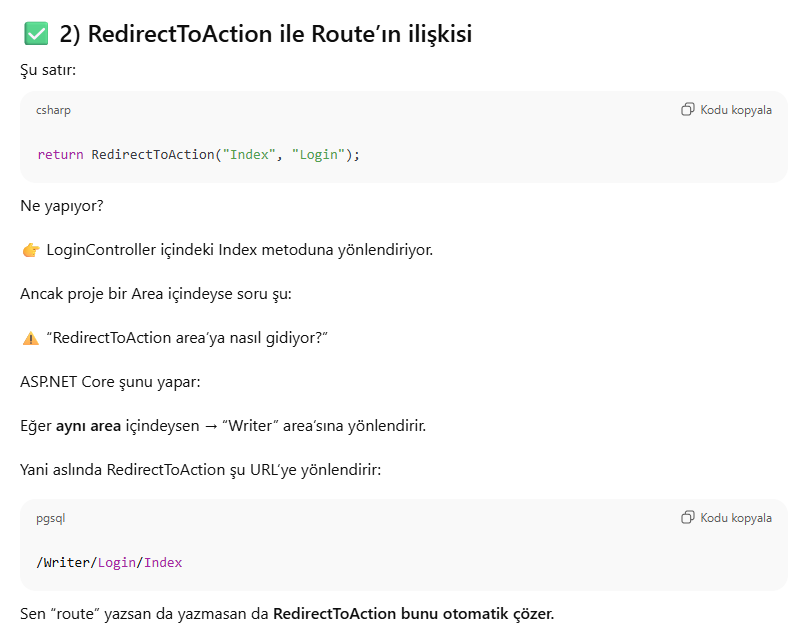 ✅ 2) RedirectToAction ile Route’ın ilişkisi
Şu satır:
csharp
Kodu kopyala
return RedirectToAction("Index", "Login");
Ne yapıyor?
👉 LoginController içindeki Index metoduna yönlendiriyor.
Ancak proje bir Area içindeyse soru şu:
⚠️ “RedirectToAction area’ya nasıl gidiyor?”
ASP.NET Core şunu yapar:
Eğer aynı area içindeysen → “Writer” area’sına yönlendirir.
Yani aslında RedirectToAction şu URL’ye yönlendirir:
pgsql
Kodu kopyala
/Writer/Login/Index
Sen “route” yazsan da yazmasan da RedirectToAction bunu otomatik çözer.